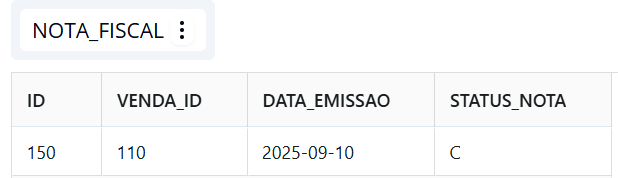 NOTA_FISCAL
ID VENDA_ID DATA_EMISSAO STATUS_NOTA
150 110 2025-09-10 C